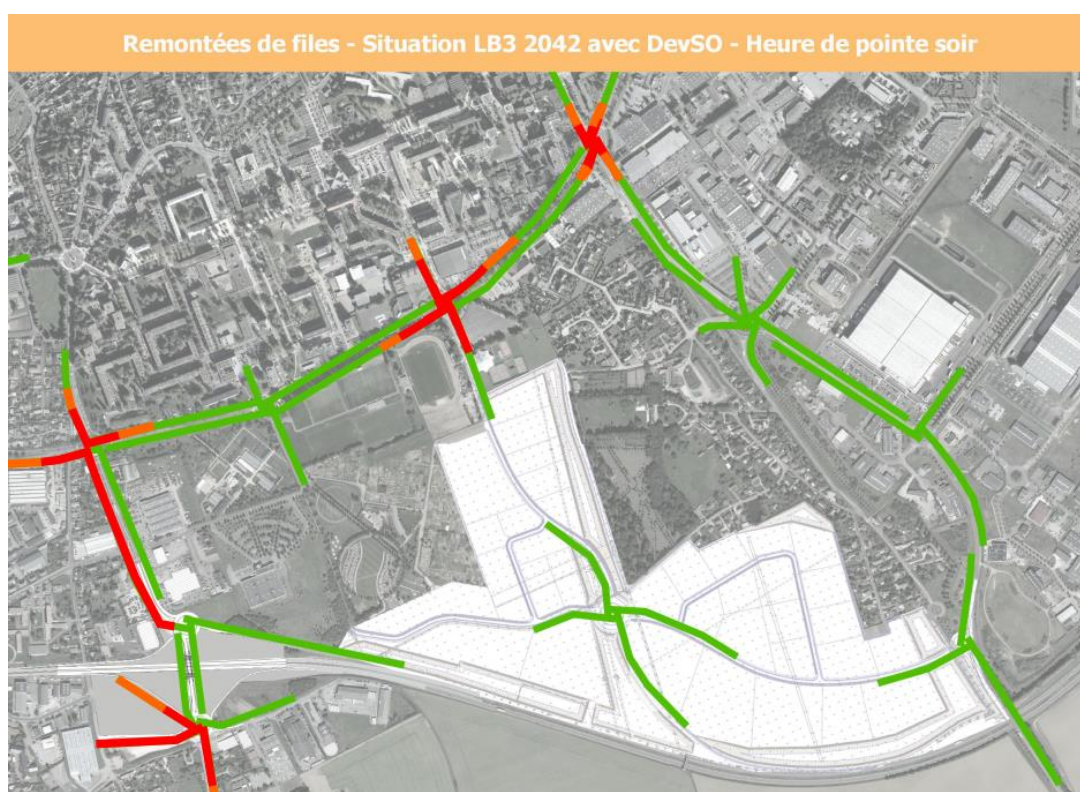 Remontées de files - Situation LB3 2042 avec DevSO - Heure de pointe soir